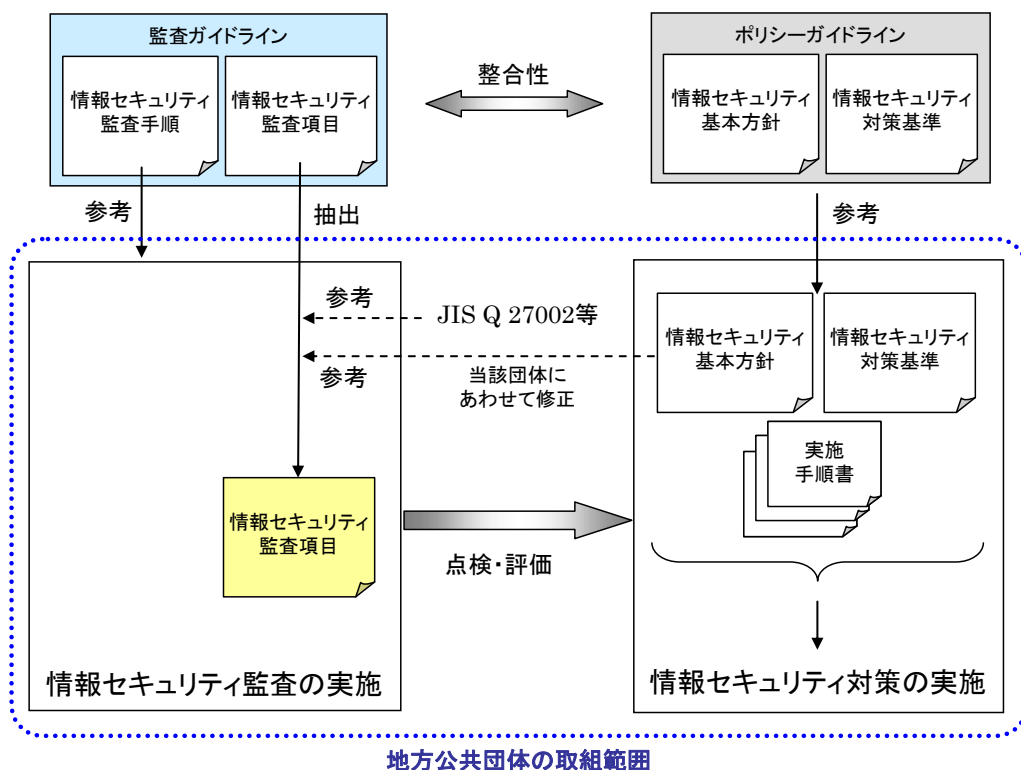 監査ガイドライン
情報セキュリティ
監査手順
情報セキュリティ
監査項目
整合性
ポリシーガイドライン
情報セキュリティ
基本方針
情報セキュリティ
対策基準
参考
抽出
参考
参考
JIS Q 27002等
参考
当該団体に
あわせて修正
情報セキュリティ
基本方針
情報セキュリティ
対策基準
実施
手順書
情報セキュリティ
監査項目
点検・評価
情報セキュリティ監査の実施
情報セキュリティ対策の実施
地方公共団体の取組範囲